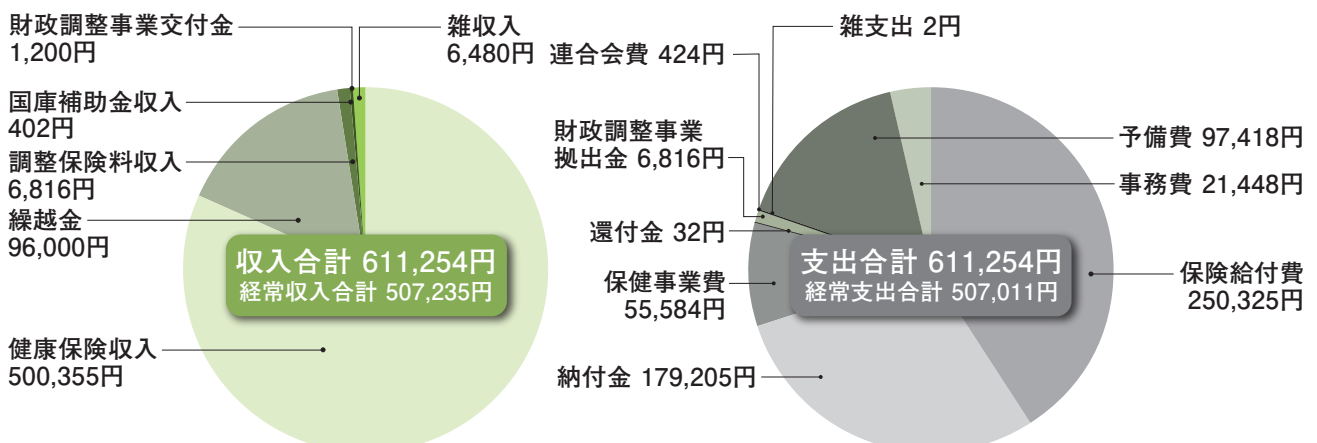 財政調整事業交付金
1,200円
雑収入
6,480円
国庫補助金収入
402円
調整保険料収入
6,816円
繰越金
96,000円
収入合計 611,254円
経常収入合計 507,235円
健康保険収入
500,355円
雑支出 2円
連合会費 424円
財政調整事業
拠出金 6,816円
予備費 97,418円
事務費 21,448円
還付金 32円
支出合計 611,254円
経常支出合計 507,011円
保健事業費
55,584円
保険給付費
250,325円
納付金 179,205円